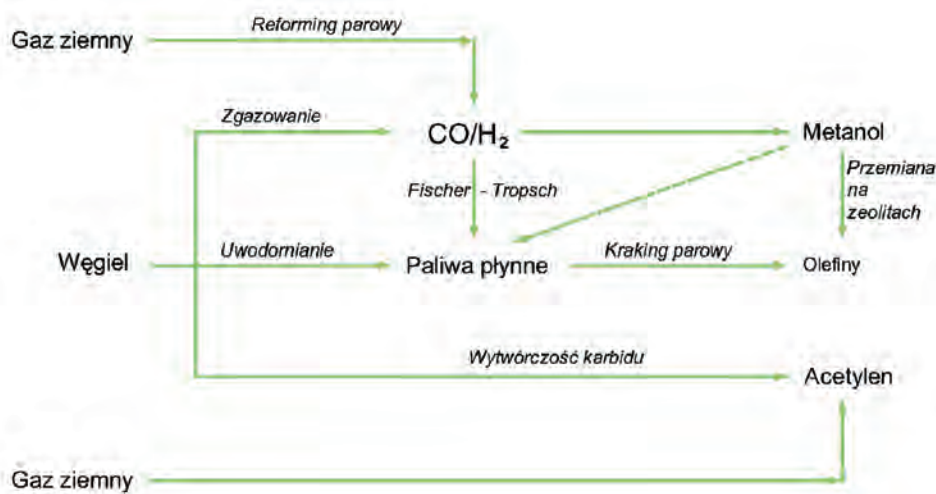 Reforming parowy
Gaz ziemny
Zgazowanie
CO/H₂
Metanol
Przemiana
na
zeolitach
Fischer - Tropsch
Węgiel
Uwodornianie
Paliwa płynne
Kraking parowy
Olefiny
Wytwórczość karbidu
Acetylen
Gaz ziemny